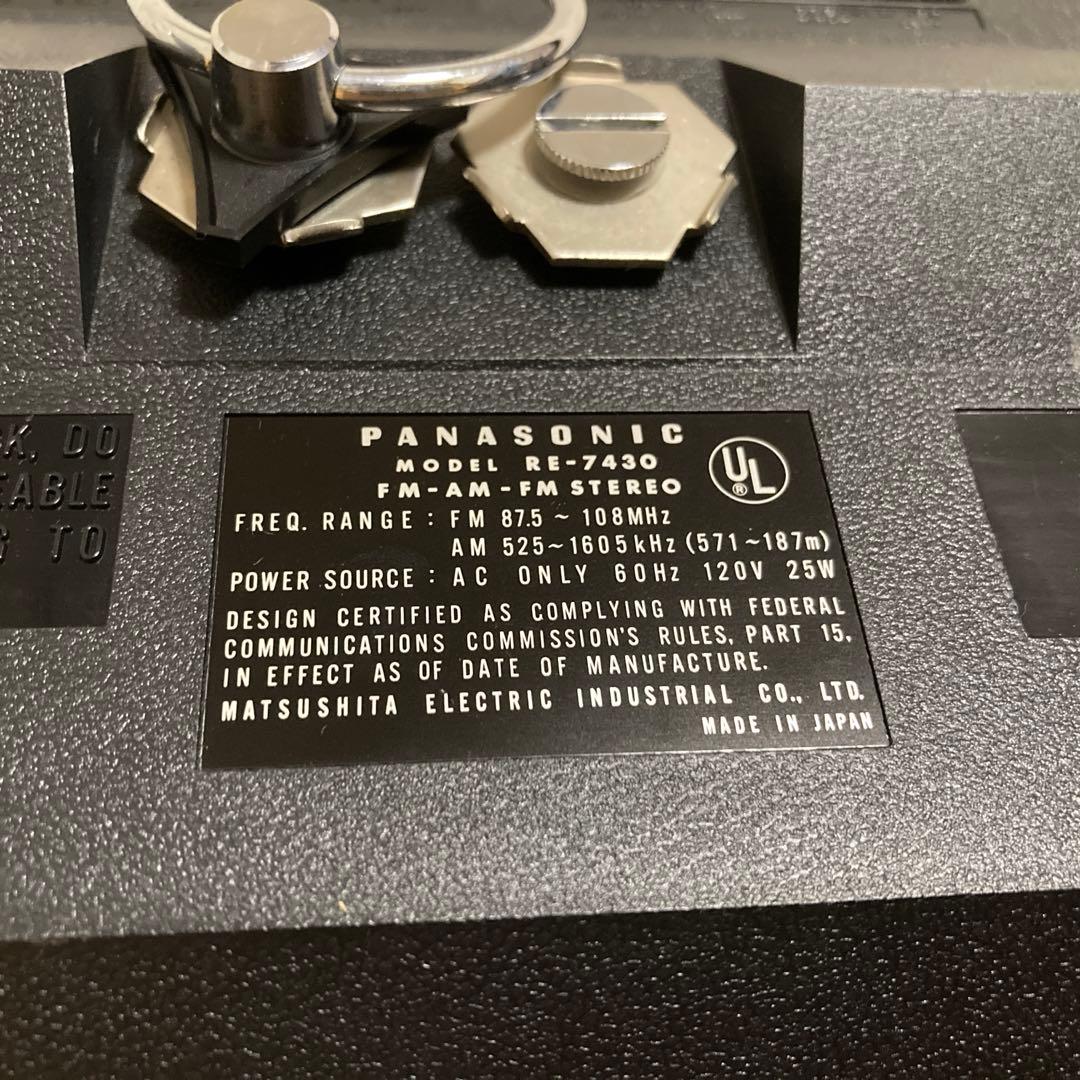 PANASONIC
MODEL RE-7430
FM-AM-FM STEREO
UL
®
FREQ. RANGE : FM 87.5 ~ 108MHz
AM 525~1605kHz (571~187m)
POWER SOURCE : AC ONLY 60Hz 120V 25W
DESIGN CERTIFIED AS COMPLYING WITH FEDERAL
COMMUNICATIONS COMMISSION'S RULES, PART 15,
IN EFFECT AS OF DATE OF MANUFACTURE.
MATSUSHITA ELECTRIC INDUSTRIAL CO., LTD.
MADE IN JAPAN
DO
TO